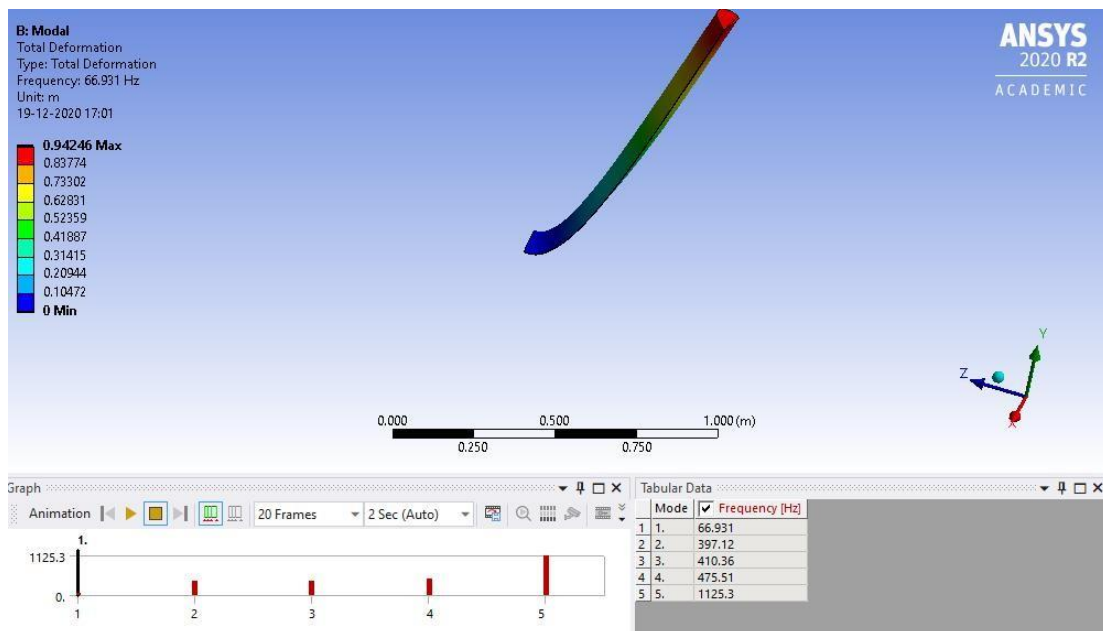 B: Modal
Total Deformation
Type: Total Deformation
Frequency: 66.931 Hz
Unit: m
19-12-2020 17:01
ANSYS
2020 R2
ACADEMIC
0.94246 Max
0.83774
0.73302
0.62831
0.52359
0.41887
0.31415
0.20944
0.10472
0 Min
Y
Z
X
0.000 0.500 1.000 (m)
0.250 0.750
Graph
Animation 20 Frames 2 Sec (Auto)
1.
1125.3
0.
1 2 3 4 5
Tabular Data
Mode Frequency [Hz]
1 1. 66.931
2 2. 397.12
3 3. 410.36
4 4. 475.51
5 5. 1125.3